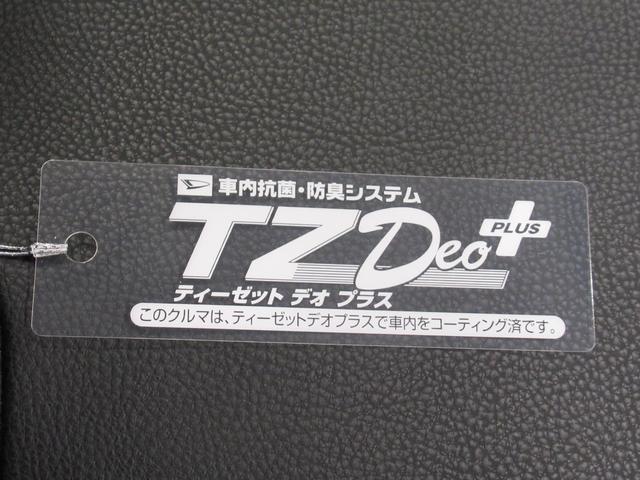 車内抗菌・防臭システム
TZ Deo PLUS
ティーゼット デオ プラス
このクルマは、ティーゼットデオプラスで車内をコーティング済です。